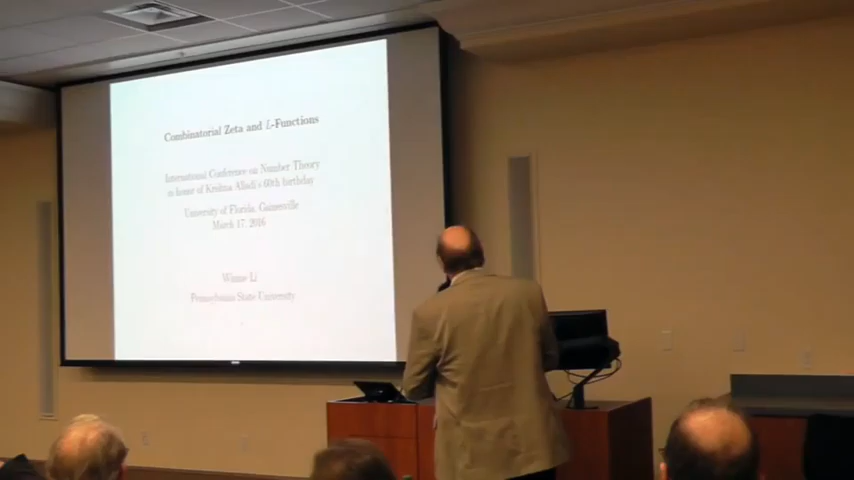 Combinatorial Zeta and L-Functions
International Conference on Number Theory
in honor of Krishna Alladi's 60th birthday
University of Florida, Gainesville
March 17, 2016
Winnie Li
Pennsylvania State University